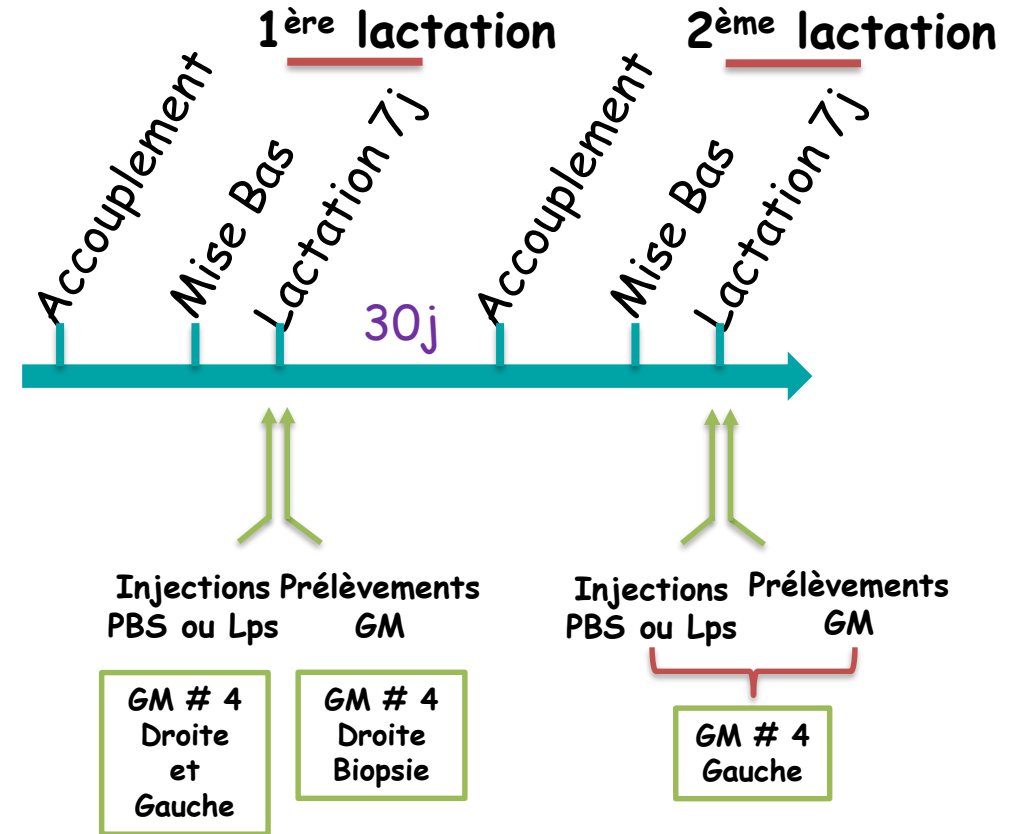 1ère lactation
2ème lactation
Accouplement
Mise Bas
Lactation 7j
30j
Accouplement
Mise Bas
Lactation 7j
Injections
PBS ou Lps
Prélèvements
GM
Injections
PBS ou Lps
Prélèvements
GM
GM # 4
Droite
et
Gauche
GM # 4
Droite
Biopsie
GM # 4
Gauche